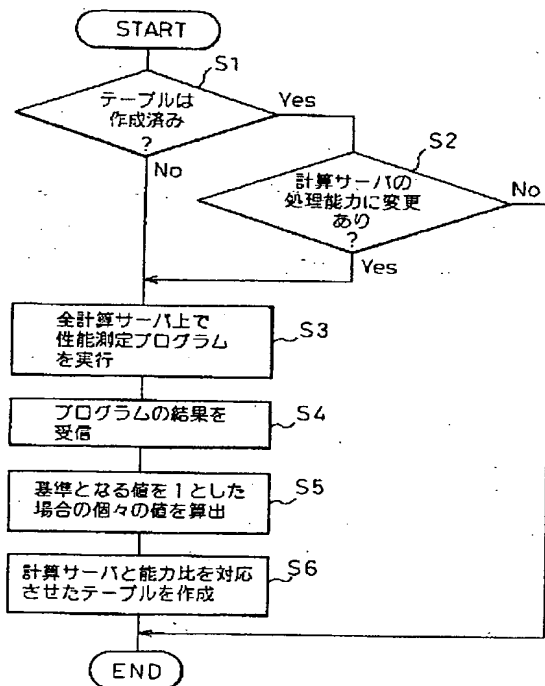 START
S1
テーブルは
作成済み
?
Yes
No
S2
計算サーバの
処理能力に変更
あり
?
No
Yes
全計算サーバ上で
性能測定プログラム
を実行
S3
プログラムの結果を
受信
S4
基準となる値を1とした
場合の個々の値を算出
S5
計算サーバと能力比を対応
させたテーブルを作成
S6
END